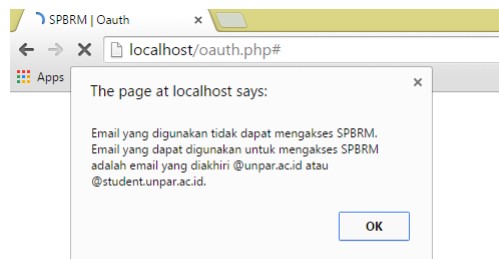 SPBRM | Oauth
localhost/oauth.php#
Apps
The page at localhost says:
Email yang digunakan tidak dapat mengakses SPBRM.
Email yang dapat digunakan untuk mengakses SPBRM
adalah email yang diakhiri @unpar.ac.id atau
@student.unpar.ac.id.
OK